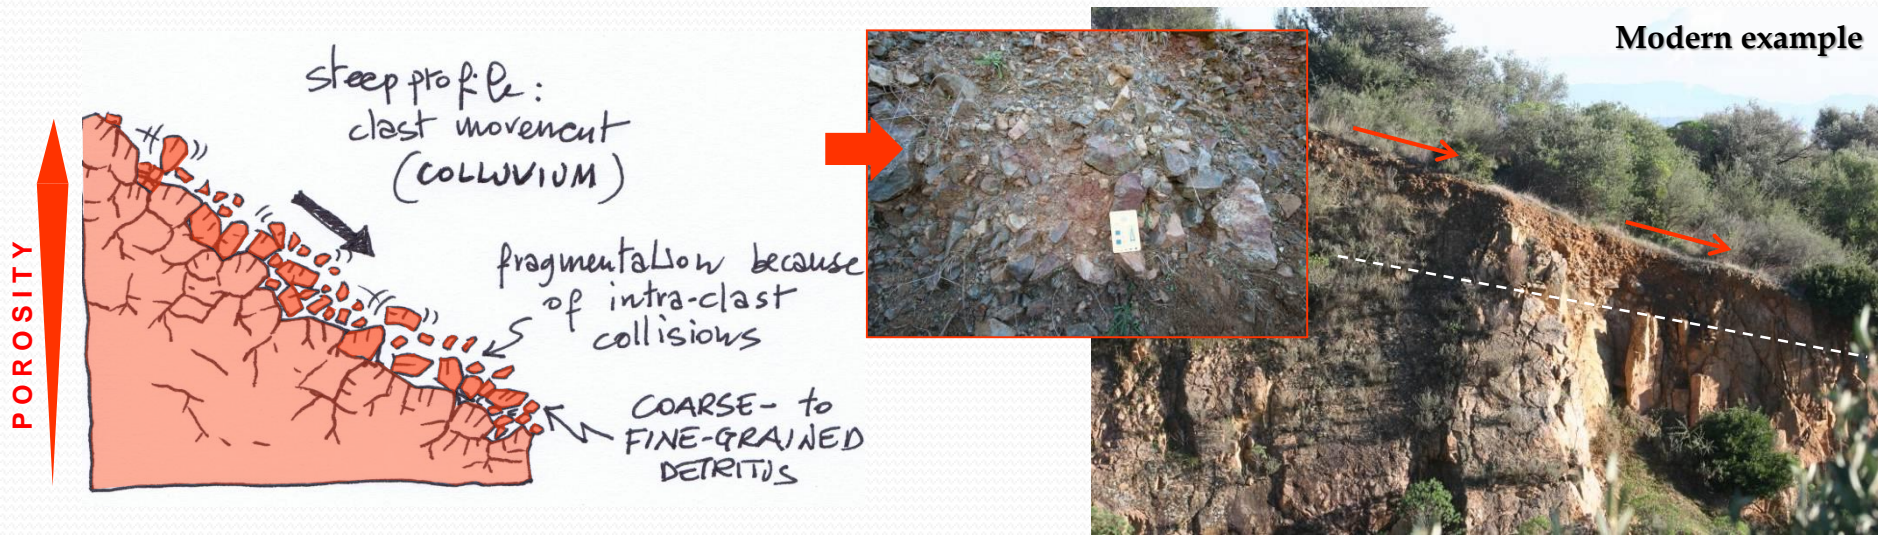 POROSITY
steep profile:
clast movement
(COLLUVIUM)
fragmentation because
of intra-clast
collisions
COARSE- to
FINE-GRAINED
DETRITUS
Modern example